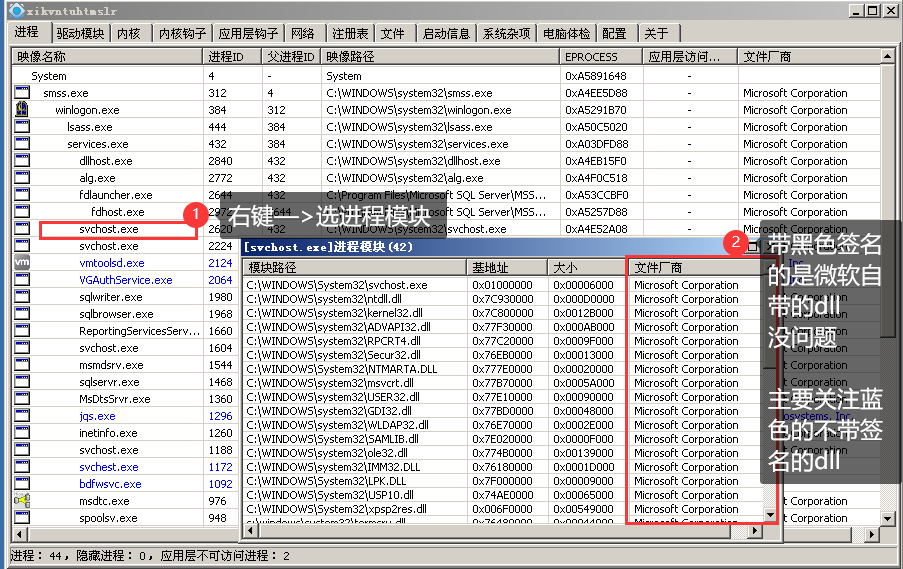 xikvntuhtmslr
进程 驱动模块 内核 内核钩子 应用层钩子 网络 注册表 文件 启动信息 系统杂项 电脑体检 配置 关于
映像名称 进程ID 父进程ID 映像路径 EPROCESS 应用层访问... 文件厂商
System 4 - System 0xA5891648 -
smss.exe 312 4 C:\WINDOWS\system32\smss.exe 0xA4EE5D88 - Microsoft Corporation
winlogon.exe 384 312 C:\WINDOWS\system32\winlogon.exe 0xA5291B70 - Microsoft Corporation
lsass.exe 444 384 C:\WINDOWS\system32\lsass.exe 0xA50C5020 - Microsoft Corporation
services.exe 432 384 C:\WINDOWS\system32\services.exe 0xA03DFD88 - Microsoft Corporation
dllhost.exe 2840 432 C:\WINDOWS\system32\dllhost.exe 0xA4EB15F0 - Microsoft Corporation
alg.exe 2772 432 C:\WINDOWS\system32\alg.exe 0xA4F0C518 - Microsoft Corporation
fdlauncher.exe 2644 432 C:\Program Files\Microsoft SQL Server\MSS... 0xA53CCBF0 - Microsoft Corporation
fdhost.exe 2972 2644 SQL Server\MSS... 0xA5257D88 - Microsoft Corporation
svchost.exe 2620 432 C:\WINDOWS\system32\svchost.exe 0xA4E52A08 -
1
右键—>选进程模块
svchost.exe 2224
vmtoolsd.exe 2124 Inc.
VGAuthService.exe 2064
sqlwriter.exe 1980
sqlbrowser.exe 1968
ReportingServicesServ... 1660
svchost.exe 1604
msmdsrv.exe 1544
sqlservr.exe 1468
MsDtsSrvr.exe 1360
jqs.exe 1296
inetinfo.exe 1260
svchost.exe 1188
svchest.exe 1172
bdfwsvc.exe 1092
msdtc.exe 976
spoolsv.exe 948
[svchost.exe]进程模块(42)
模块路径 基地址 大小 文件厂商
C:\WINDOWS\System32\svchost.exe 0x01000000 0x00006000 Microsoft Corporation
C:\WINDOWS\system32\ntdll.dll 0x7C930000 0x000D0000 Microsoft Corporation
C:\WINDOWS\system32\kernel32.dll 0x7C800000 0x0012B000 Microsoft Corporation
C:\WINDOWS\system32\ADVAPI32.dll 0x77F30000 0x000AB000 Microsoft Corporation
C:\WINDOWS\system32\RPCRT4.dll 0x77C20000 0x0009F000 Microsoft Corporation
C:\WINDOWS\system32\Secur32.dll 0x76EB0000 0x00013000 Microsoft Corporation
C:\WINDOWS\System32\NTMARTA.DLL 0x777E0000 0x00020000 Microsoft Corporation
C:\WINDOWS\system32\msvcrt.dll 0x77B70000 0x0005A000 Microsoft Corporation
C:\WINDOWS\system32\USER32.dll 0x77E10000 0x00090000 Microsoft Corporation
C:\WINDOWS\system32\GDI32.dll 0x77BD0000 0x00048000 Microsoft Corporation
C:\WINDOWS\system32\WLDAP32.dll 0x76E70000 0x0002E000 Microsoft Corporation
C:\WINDOWS\System32\SAMLIB.dll 0x7E020000 0x0000F000 Microsoft Corporation
C:\WINDOWS\system32\ole32.dll 0x774A0000 0x00139000 Microsoft Corporation
C:\WINDOWS\system32\IMM32.DLL 0x76180000 0x0001D000 Microsoft Corporation
C:\WINDOWS\system32\LPK.DLL 0x7F000000 0x00009000 Microsoft Corporation
C:\WINDOWS\system32\USP10.dll 0x74AE0000 0x00065000 Microsoft Corporation
C:\WINDOWS\System32\xpsp2res.dll 0x006F0000 0x00549000 Microsoft Corporation
c:\windows\system32\termsrv.dll 0x76480000 0x00044000 Microsoft Corporation
2
带黑色签名
的是微软自
带的dll
没问题
主要关注蓝
色的不带签
名的dll
进程: 44, 隐藏进程: 0, 应用层不可访问进程: 2